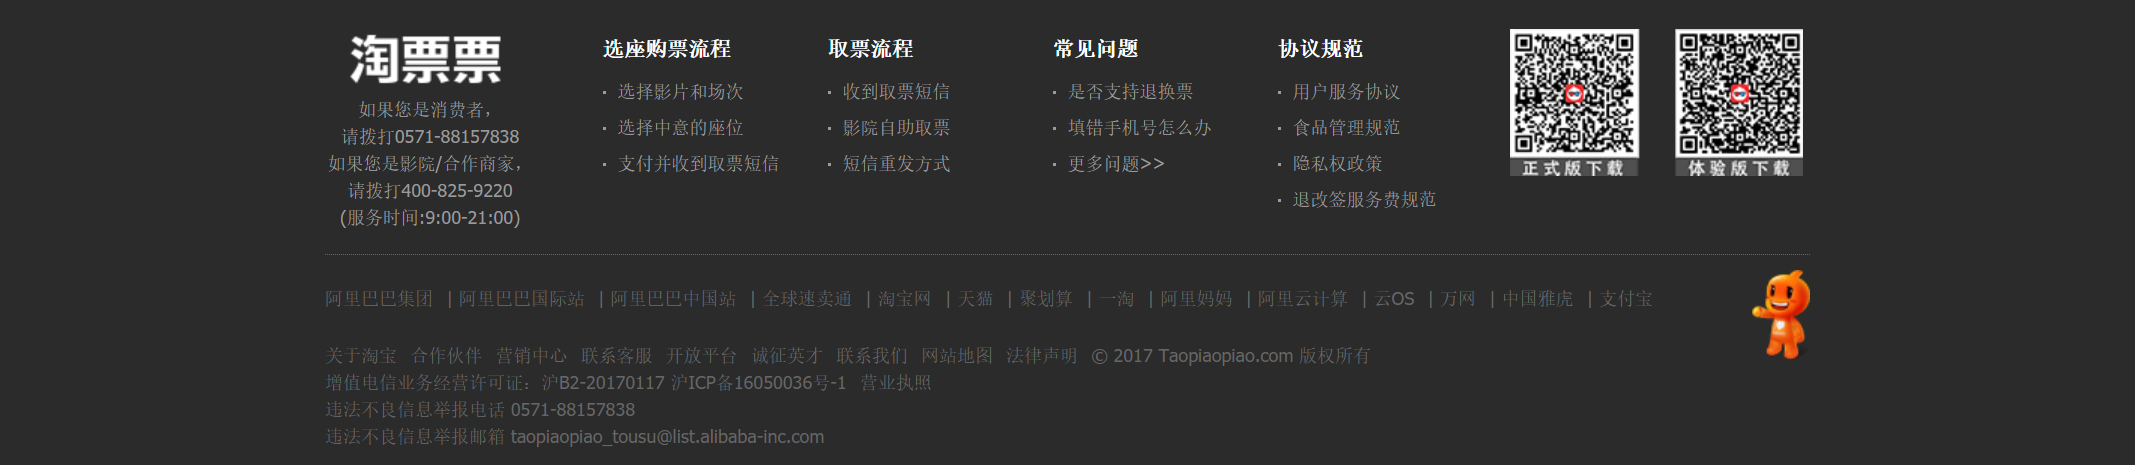 淘票票
如果您是消费者，
请拨打0571-88157838
如果您是影院/合作商家，
请拨打400-825-9220
(服务时间:9:00-21:00)
选座购票流程
选择影片和场次
选择中意的座位
支付并收到取票短信
取票流程
收到取票短信
影院自助取票
短信重发方式
常见问题
是否支持退换票
填错手机号怎么办
更多问题>>
协议规范
用户服务协议
食品管理规范
隐私权政策
退改签服务费规范
正式版下载
体验版下载
阿里巴巴集团 | 阿里巴巴国际站 | 阿里巴巴中国站 | 全球速卖通 | 淘宝网 | 天猫 | 聚划算 | 一淘 | 阿里妈妈 | 阿里云计算 | 云OS | 万网 | 中国雅虎 | 支付宝
关于淘宝 合作伙伴 营销中心 联系客服 开放平台 诚征英才 联系我们 网站地图 法律声明 © 2017 Taopiaopiao.com 版权所有
增值电信业务经营许可证：沪B2-20170117 沪ICP备16050036号-1 营业执照
违法不良信息举报电话 0571-88157838
违法不良信息举报邮箱 taopiaopiao_tousu@list.alibaba-inc.com